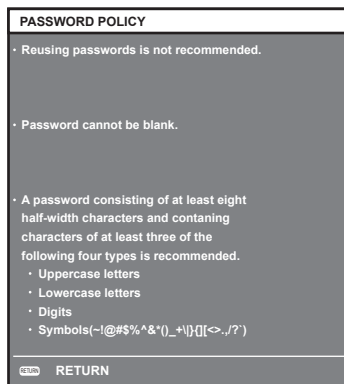 PASSWORD POLICY
· Reusing passwords is not recommended.
· Password cannot be blank.
· A password consisting of at least eight
half-width characters and contaning
characters of at least three of the
following four types is recommended.
· Uppercase letters
· Lowercase letters
· Digits
· Symbols(~!@#$%^&*()_+\|}{][<>.,/?`)
RETURN RETURN